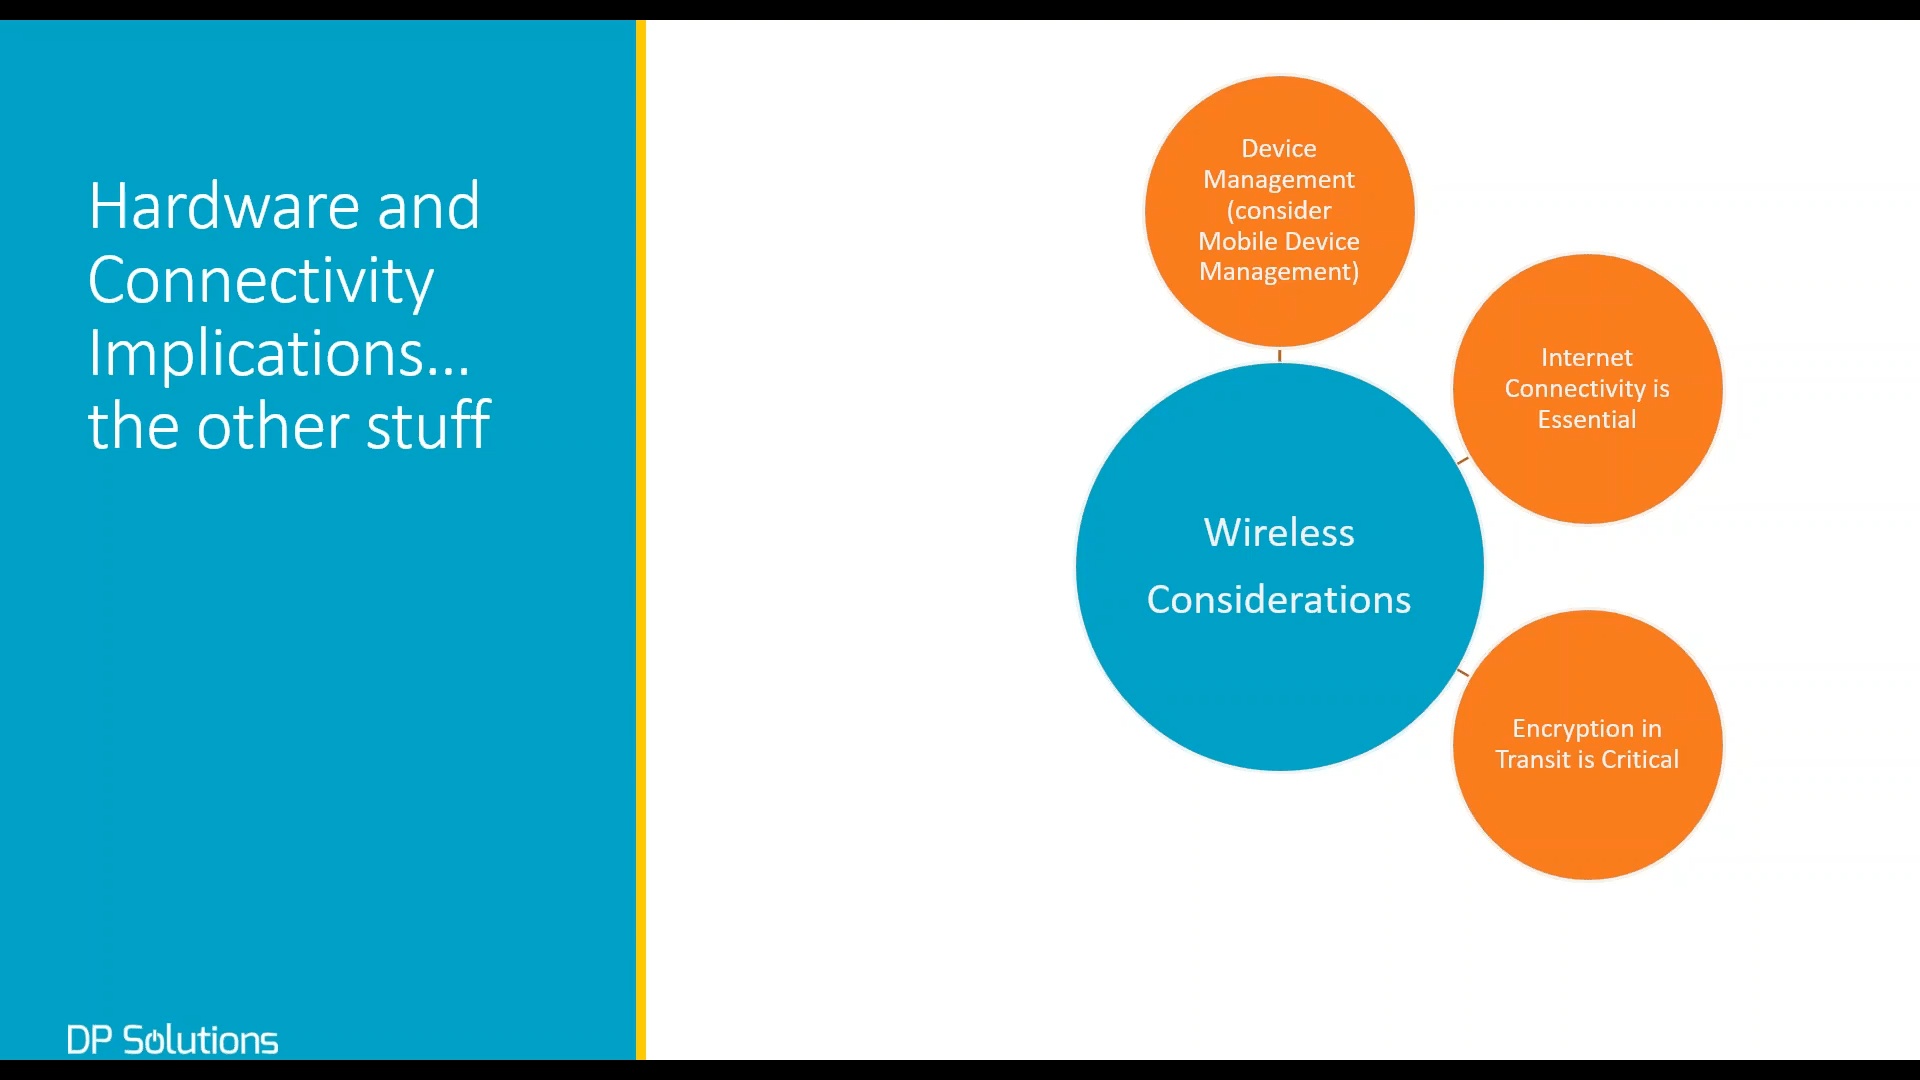 Hardware and
Connectivity
Implications...
the other stuff
Device
Management
(consider
Mobile Device
Management)
Internet
Connectivity is
Essential
Wireless
Considerations
Encryption in
Transit is Critical
DP Solutions